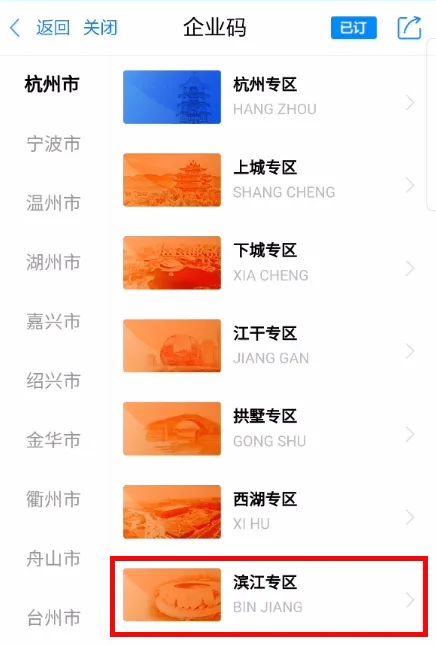 返回 关闭 企业码 已订
杭州市
宁波市
温州市
湖州市
嘉兴市
绍兴市
金华市
衢州市
舟山市
台州市
杭州专区
HANG ZHOU
上城专区
SHANG CHENG
下城专区
XIA CHENG
江干专区
JIANG GAN
拱墅专区
GONG SHU
西湖专区
XI HU
滨江专区
BIN JIANG